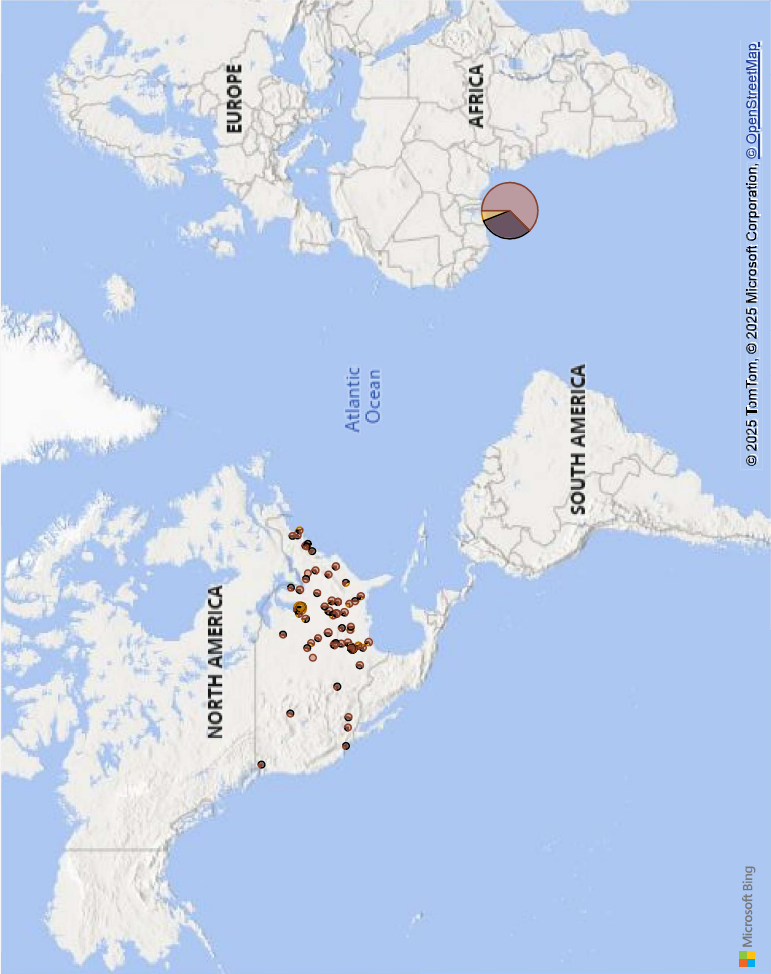 EUROPE
AFRICA
Atlantic
Ocean
NORTH AMERICA
SOUTH AMERICA
Microsoft Bing
© 2025 TomTom, © 2025 Microsoft Corporation, © OpenStreetMap